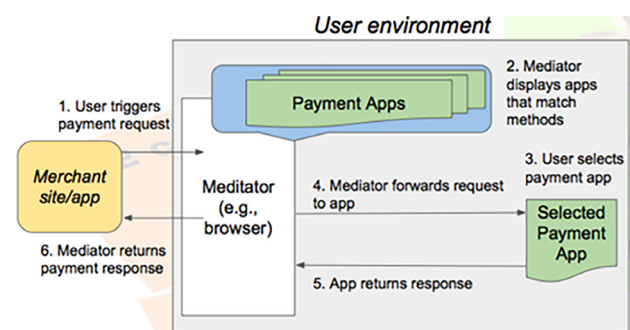 User environment
1. User triggers
payment request
Payment Apps
2. Mediator
displays apps
that match
methods
Merchant
site/app
Meditator
(e.g.,
browser)
3. User selects
payment app
4. Mediator forwards request
to app
Selected
Payment
App
6. Mediator returns
payment response
5. App returns response